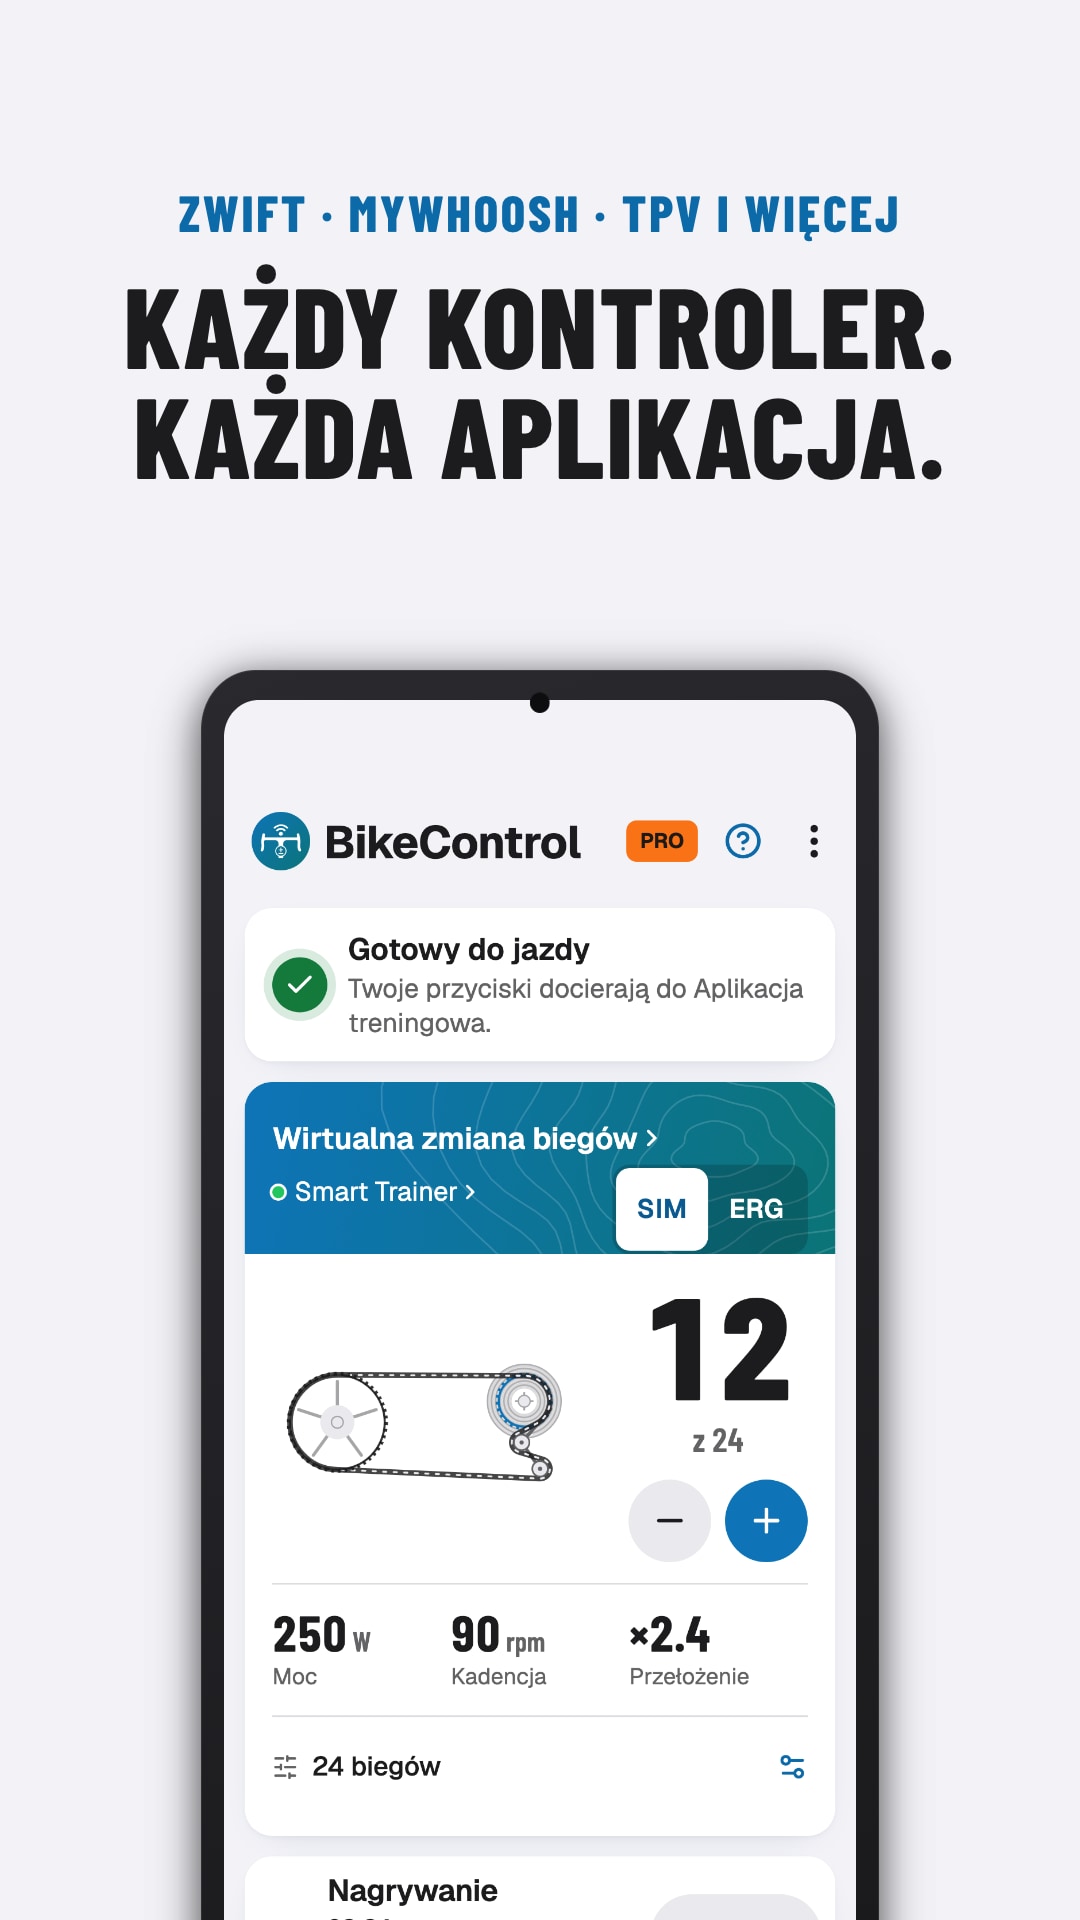 ZWIFT · MYWHOOSH · TPV I WIĘCEJ
KAŻDY KONTROLER.
KAŻDA APLIKACJA.
BikeControl
PRO
Gotowy do jazdy
Twoje przyciski docierają do Aplikacja
treningowa.
Wirtualna zmiana biegów
Smart Trainer
SIM
ERG
12
z 24
250 W
Moc
90 rpm
Kadencja
×2.4
Przełożenie
24 biegów
Nagrywanie